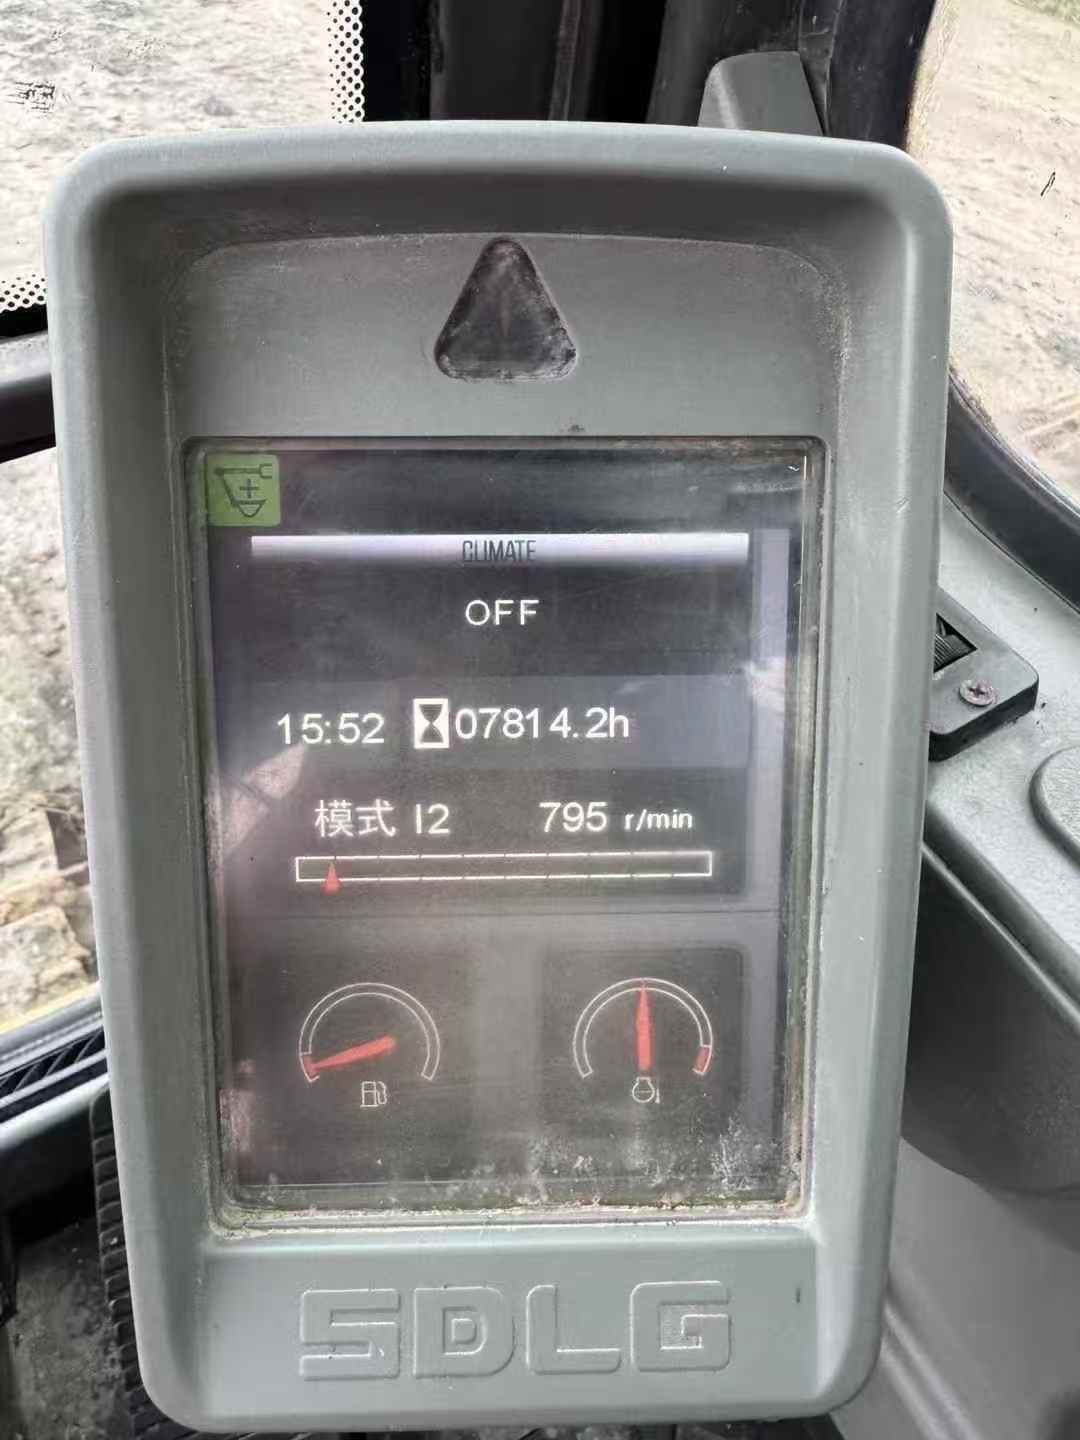 CLIMATE
OFF
15:52 07814.2h
模式 I2 795 r/min
SDLG